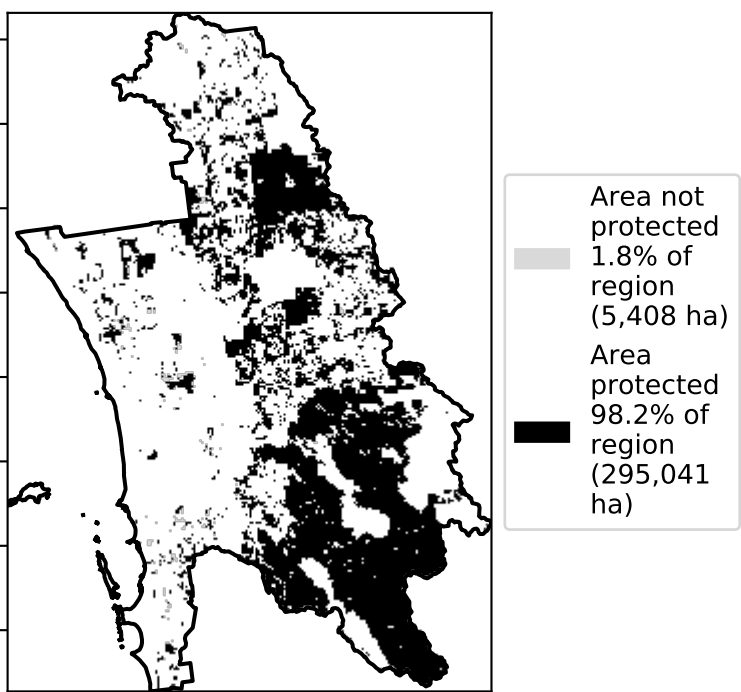 Area not
protected
1.8% of
region
(5,408 ha)
Area
protected
98.2% of
region
(295,041
ha)